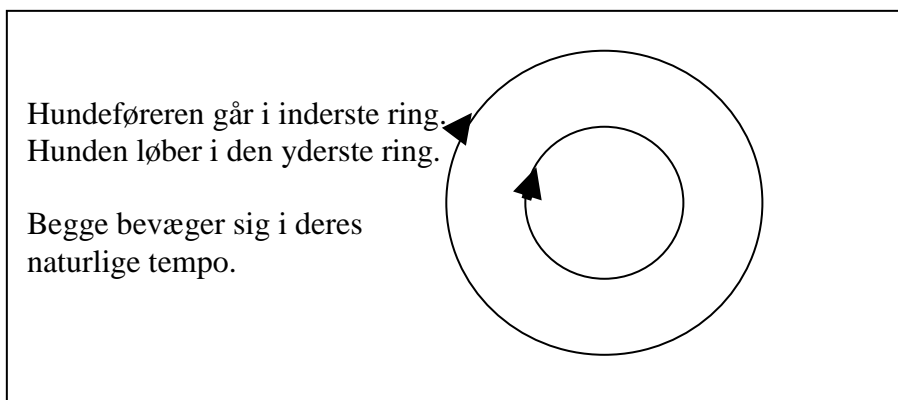 Hundeføreren går i inderste ring.
Hunden løber i den yderste ring.
Begge bevæger sig i deres
naturlige tempo.